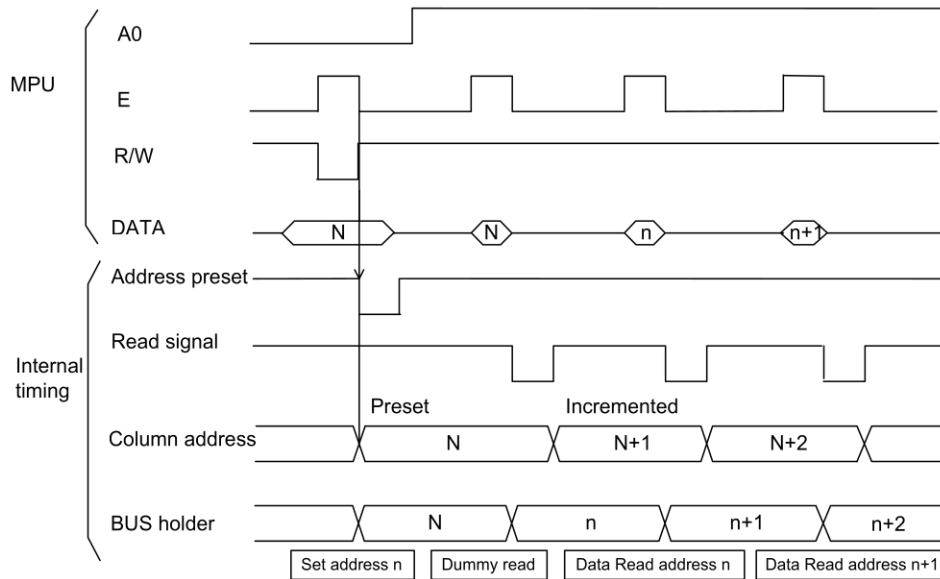 A0
MPU
E
R/W
DATA
N
N
n
n+1
Address preset
Read signal
Internal
timing
Preset
Incremented
Column address
N
N+1
N+2
BUS holder
N
n
n+1
n+2
Set address n
Dummy read
Data Read address n
Data Read address n+1